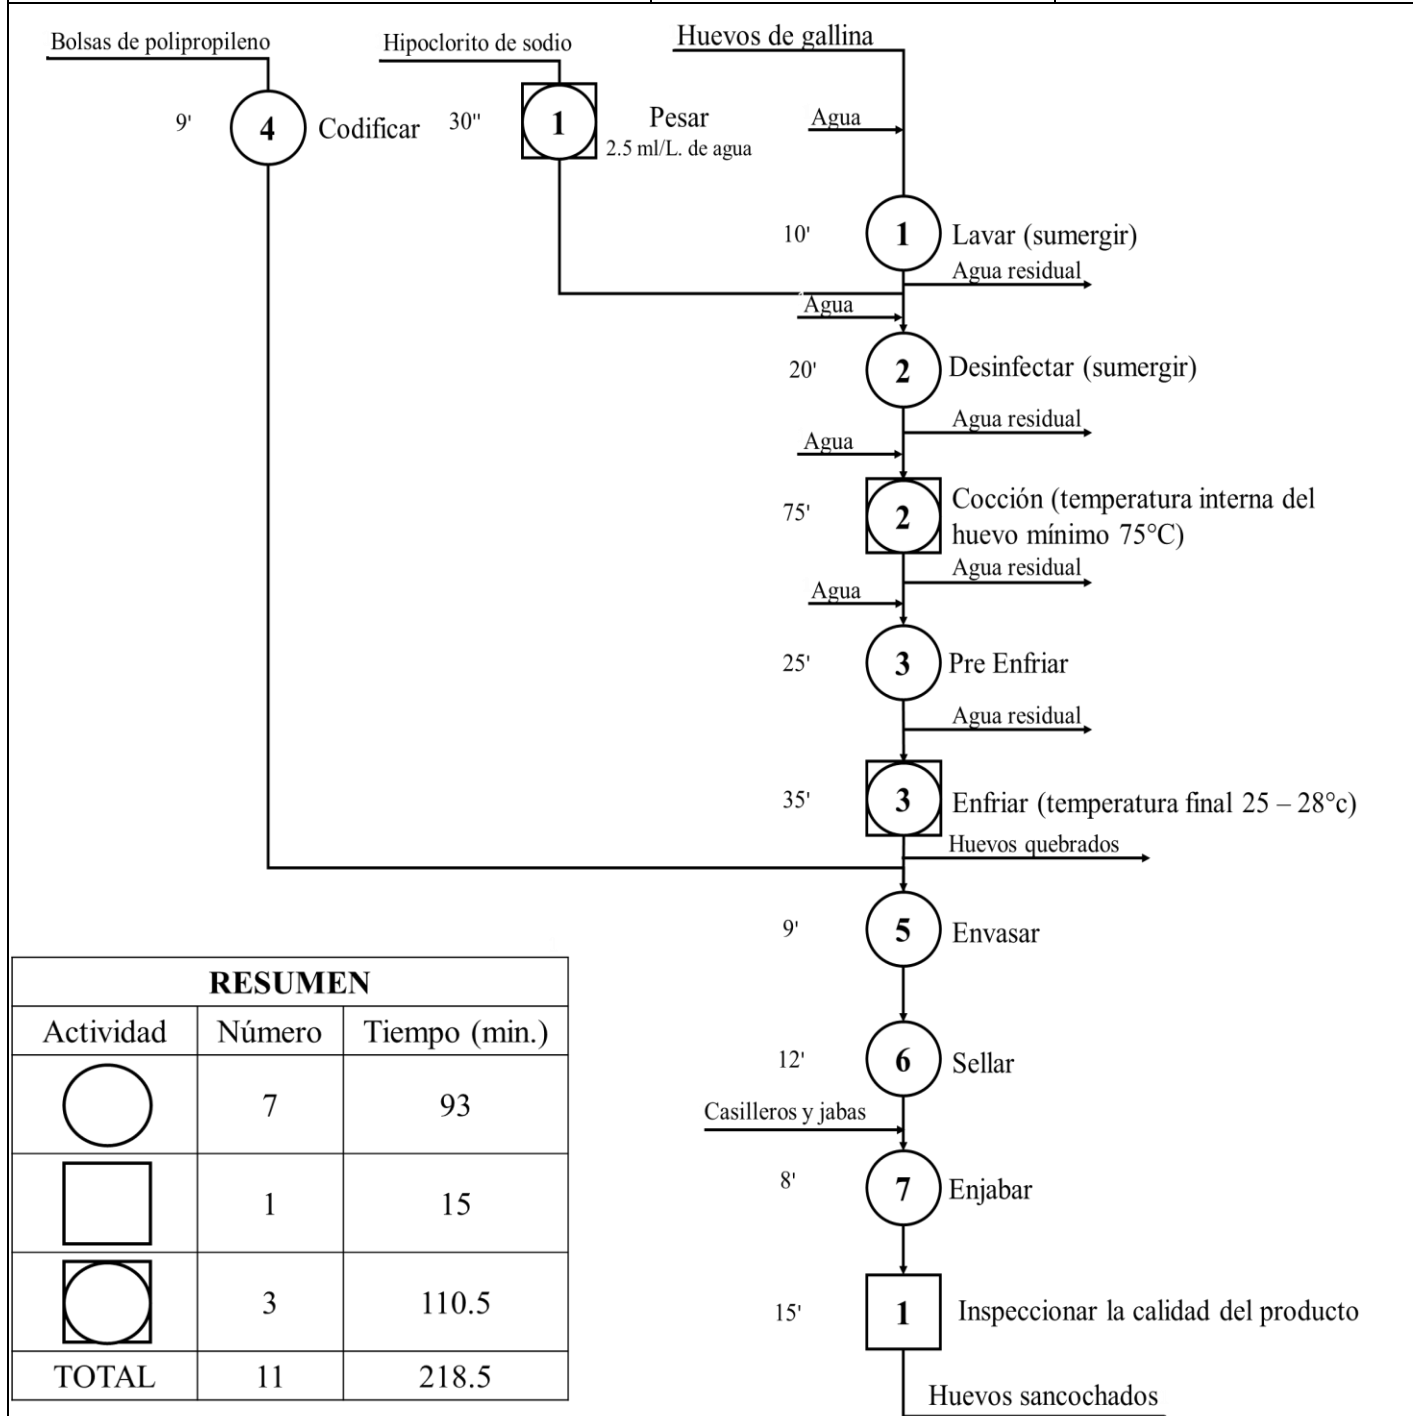 Bolsas de polipropileno
9'
4
Codificar
Hipoclorito de sodio
30"
1
Pesar
2.5 ml/L. de agua
Huevos de gallina
Agua
10'
1
Lavar (sumergir)
Agua residual
Agua
20'
2
Desinfectar (sumergir)
Agua residual
Agua
75'
2
Cocción (temperatura interna del
huevo mínimo 75°C)
Agua residual
Agua
25'
3
Pre Enfriar
Agua residual
35'
3
Enfriar (temperatura final 25 – 28°c)
Huevos quebrados
9'
5
Envasar
12'
6
Sellar
Casilleros y jabas
8'
7
Enjabar
15'
1
Inspeccionar la calidad del producto
Huevos sancochados
RESUMEN
Actividad Número Tiempo (min.)
7 93
1 15
3 110.5
TOTAL 11 218.5